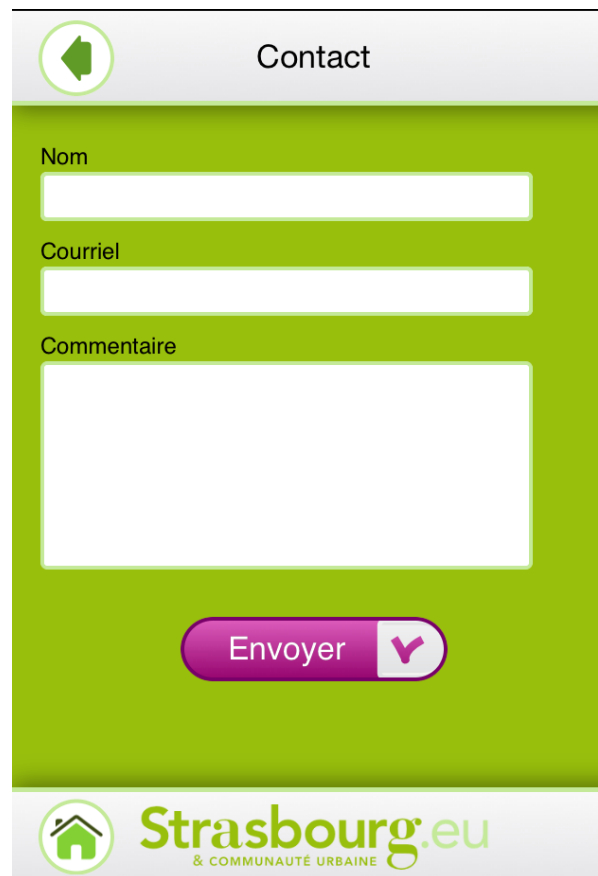 Contact
Nom
Courriel
Commentaire
Envoyer
Strasbourg.eu
& COMMUNAUTÉ URBAINE